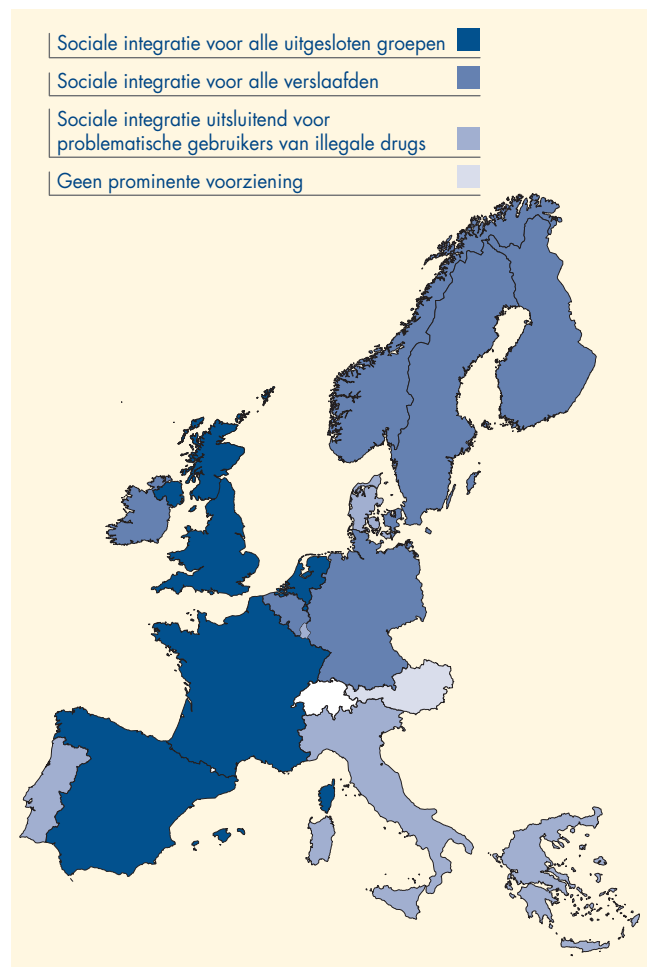 Sociale integratie voor alle uitgesloten groepen
Sociale integratie voor alle verslaafden
Sociale integratie uitsluitend voor
problematische gebruikers van illegale drugs
Geen prominente voorziening